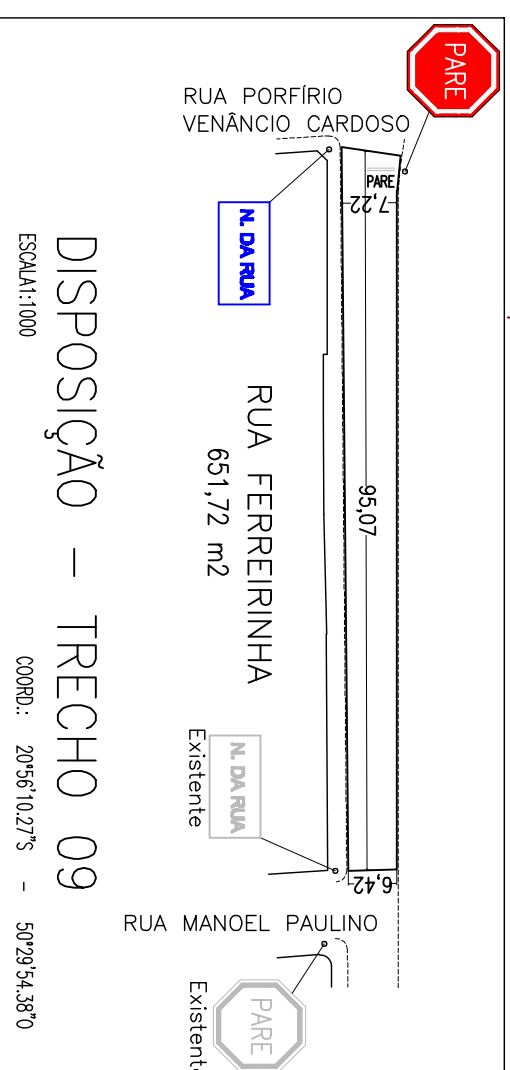 PARE
RUA PORFÍRIO
VENÂNCIO CARDOSO
PARE
7,22
N. DA RUA
95,07
RUA FERREIRINHA
651,72 m2
6,42
N. DA RUA
Existente
RUA MANOEL PAULINO
PARE
Existente
DISPOSIÇÃO - TRECHO 09
ESCALA1:1000
COORD.: 20°56'10.27"S - 50°29'54.38"O